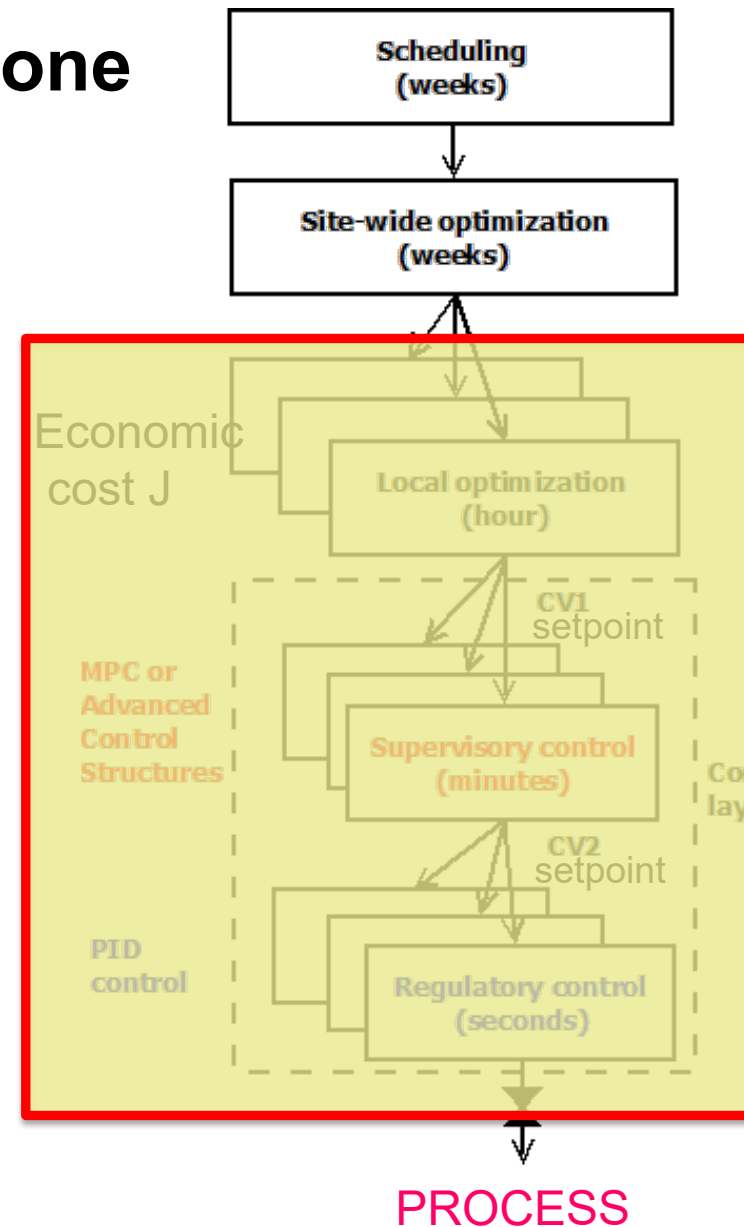 one
Scheduling
(weeks)
Site-wide optimization
(weeks)
Economic
cost J
Local optimization
(hour)
CV1
setpoint
MPC or
Advanced
Control
Structures
Supervisory control
(minutes)
Con
lay
CV2
setpoint
PID
control
Regulatory control
(seconds)
PROCESS